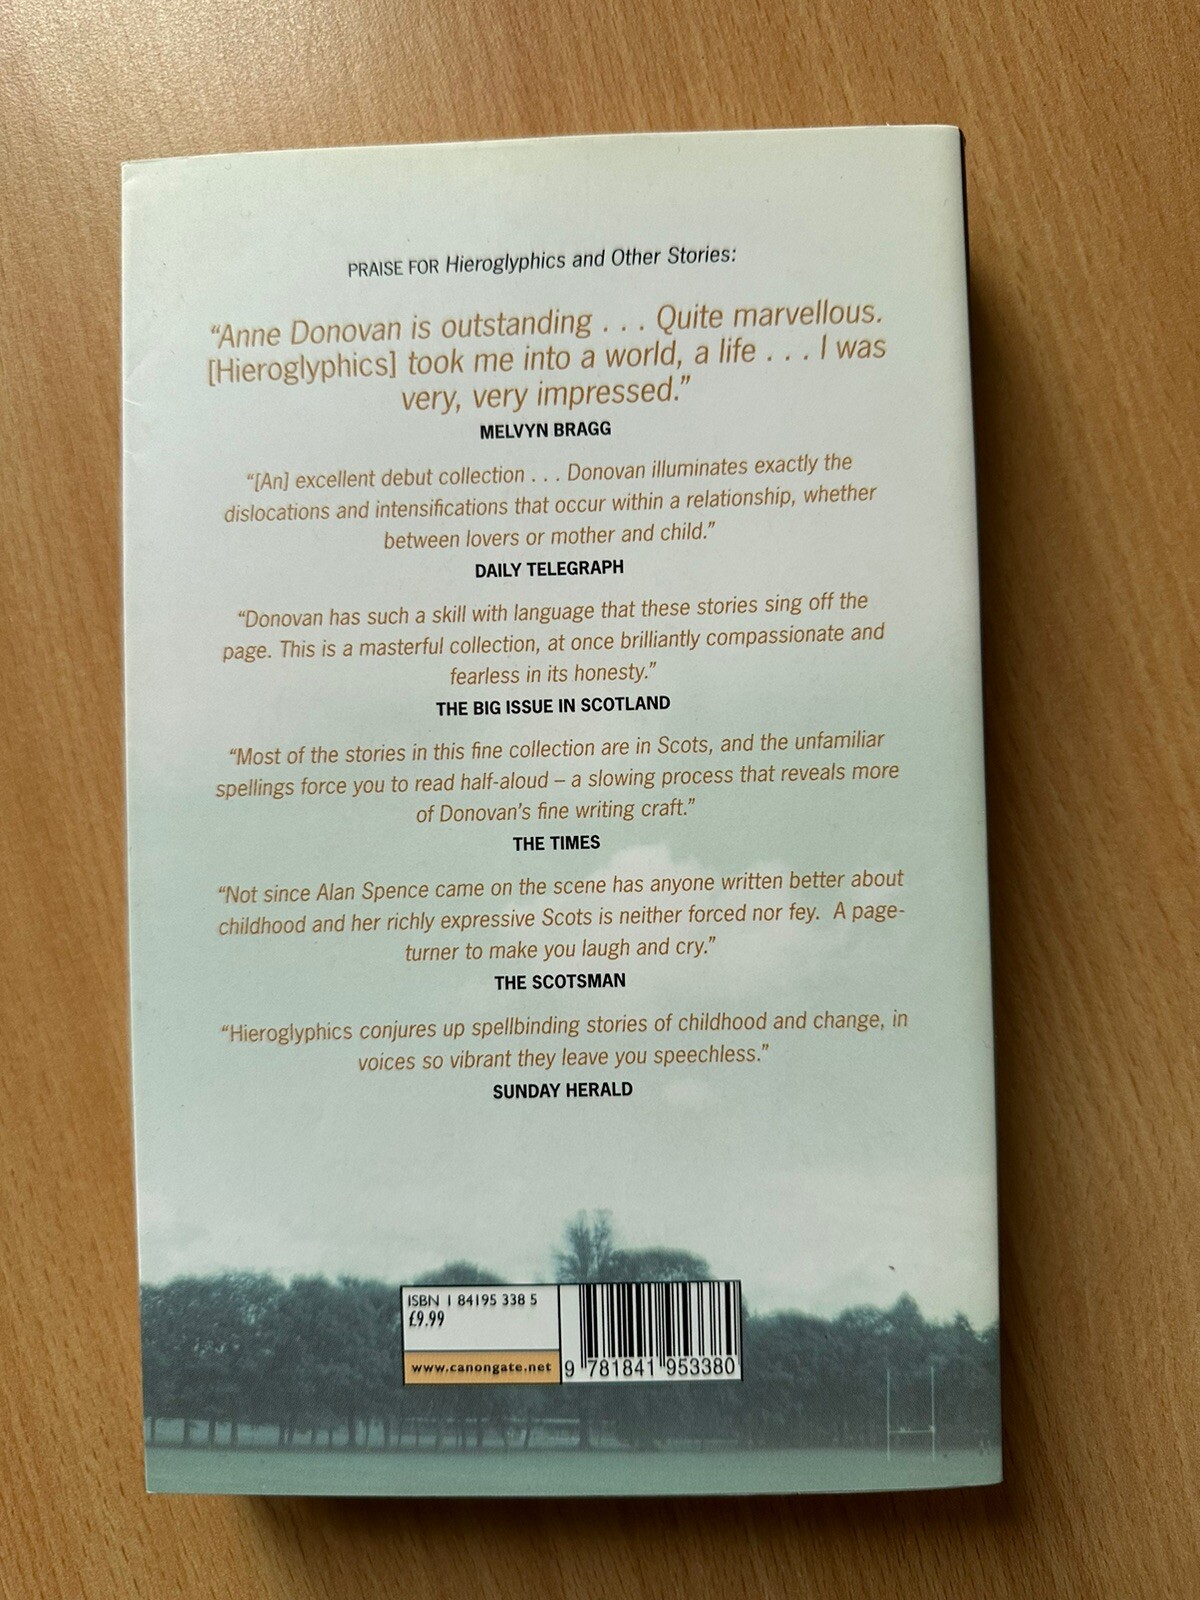 PRAISE FOR Hieroglyphics and Other Stories:
“Anne Donovan is outstanding . . . Quite marvellous.
[Hieroglyphics] took me into a world, a life . . . I was
very, very impressed.”
MELVYN BRAGG
“[An] excellent debut collection . . . Donovan illuminates exactly the
dislocations and intensifications that occur within a relationship, whether
between lovers or mother and child.”
DAILY TELEGRAPH
“Donovan has such a skill with language that these stories sing off the
page. This is a masterful collection, at once brilliantly compassionate and
fearless in its honesty.”
THE BIG ISSUE IN SCOTLAND
“Most of the stories in this fine collection are in Scots, and the unfamiliar
spellings force you to read half-aloud – a slowing process that reveals more
of Donovan’s fine writing craft.”
THE TIMES
“Not since Alan Spence came on the scene has anyone written better about
childhood and her richly expressive Scots is neither forced nor fey. A page-
turner to make you laugh and cry.”
THE SCOTSMAN
“Hieroglyphics conjures up spellbinding stories of childhood and change, in
voices so vibrant they leave you speechless.”
SUNDAY HERALD
ISBN 1 84195 338 5
£9.99
www.canongate.net
9 781841 953380